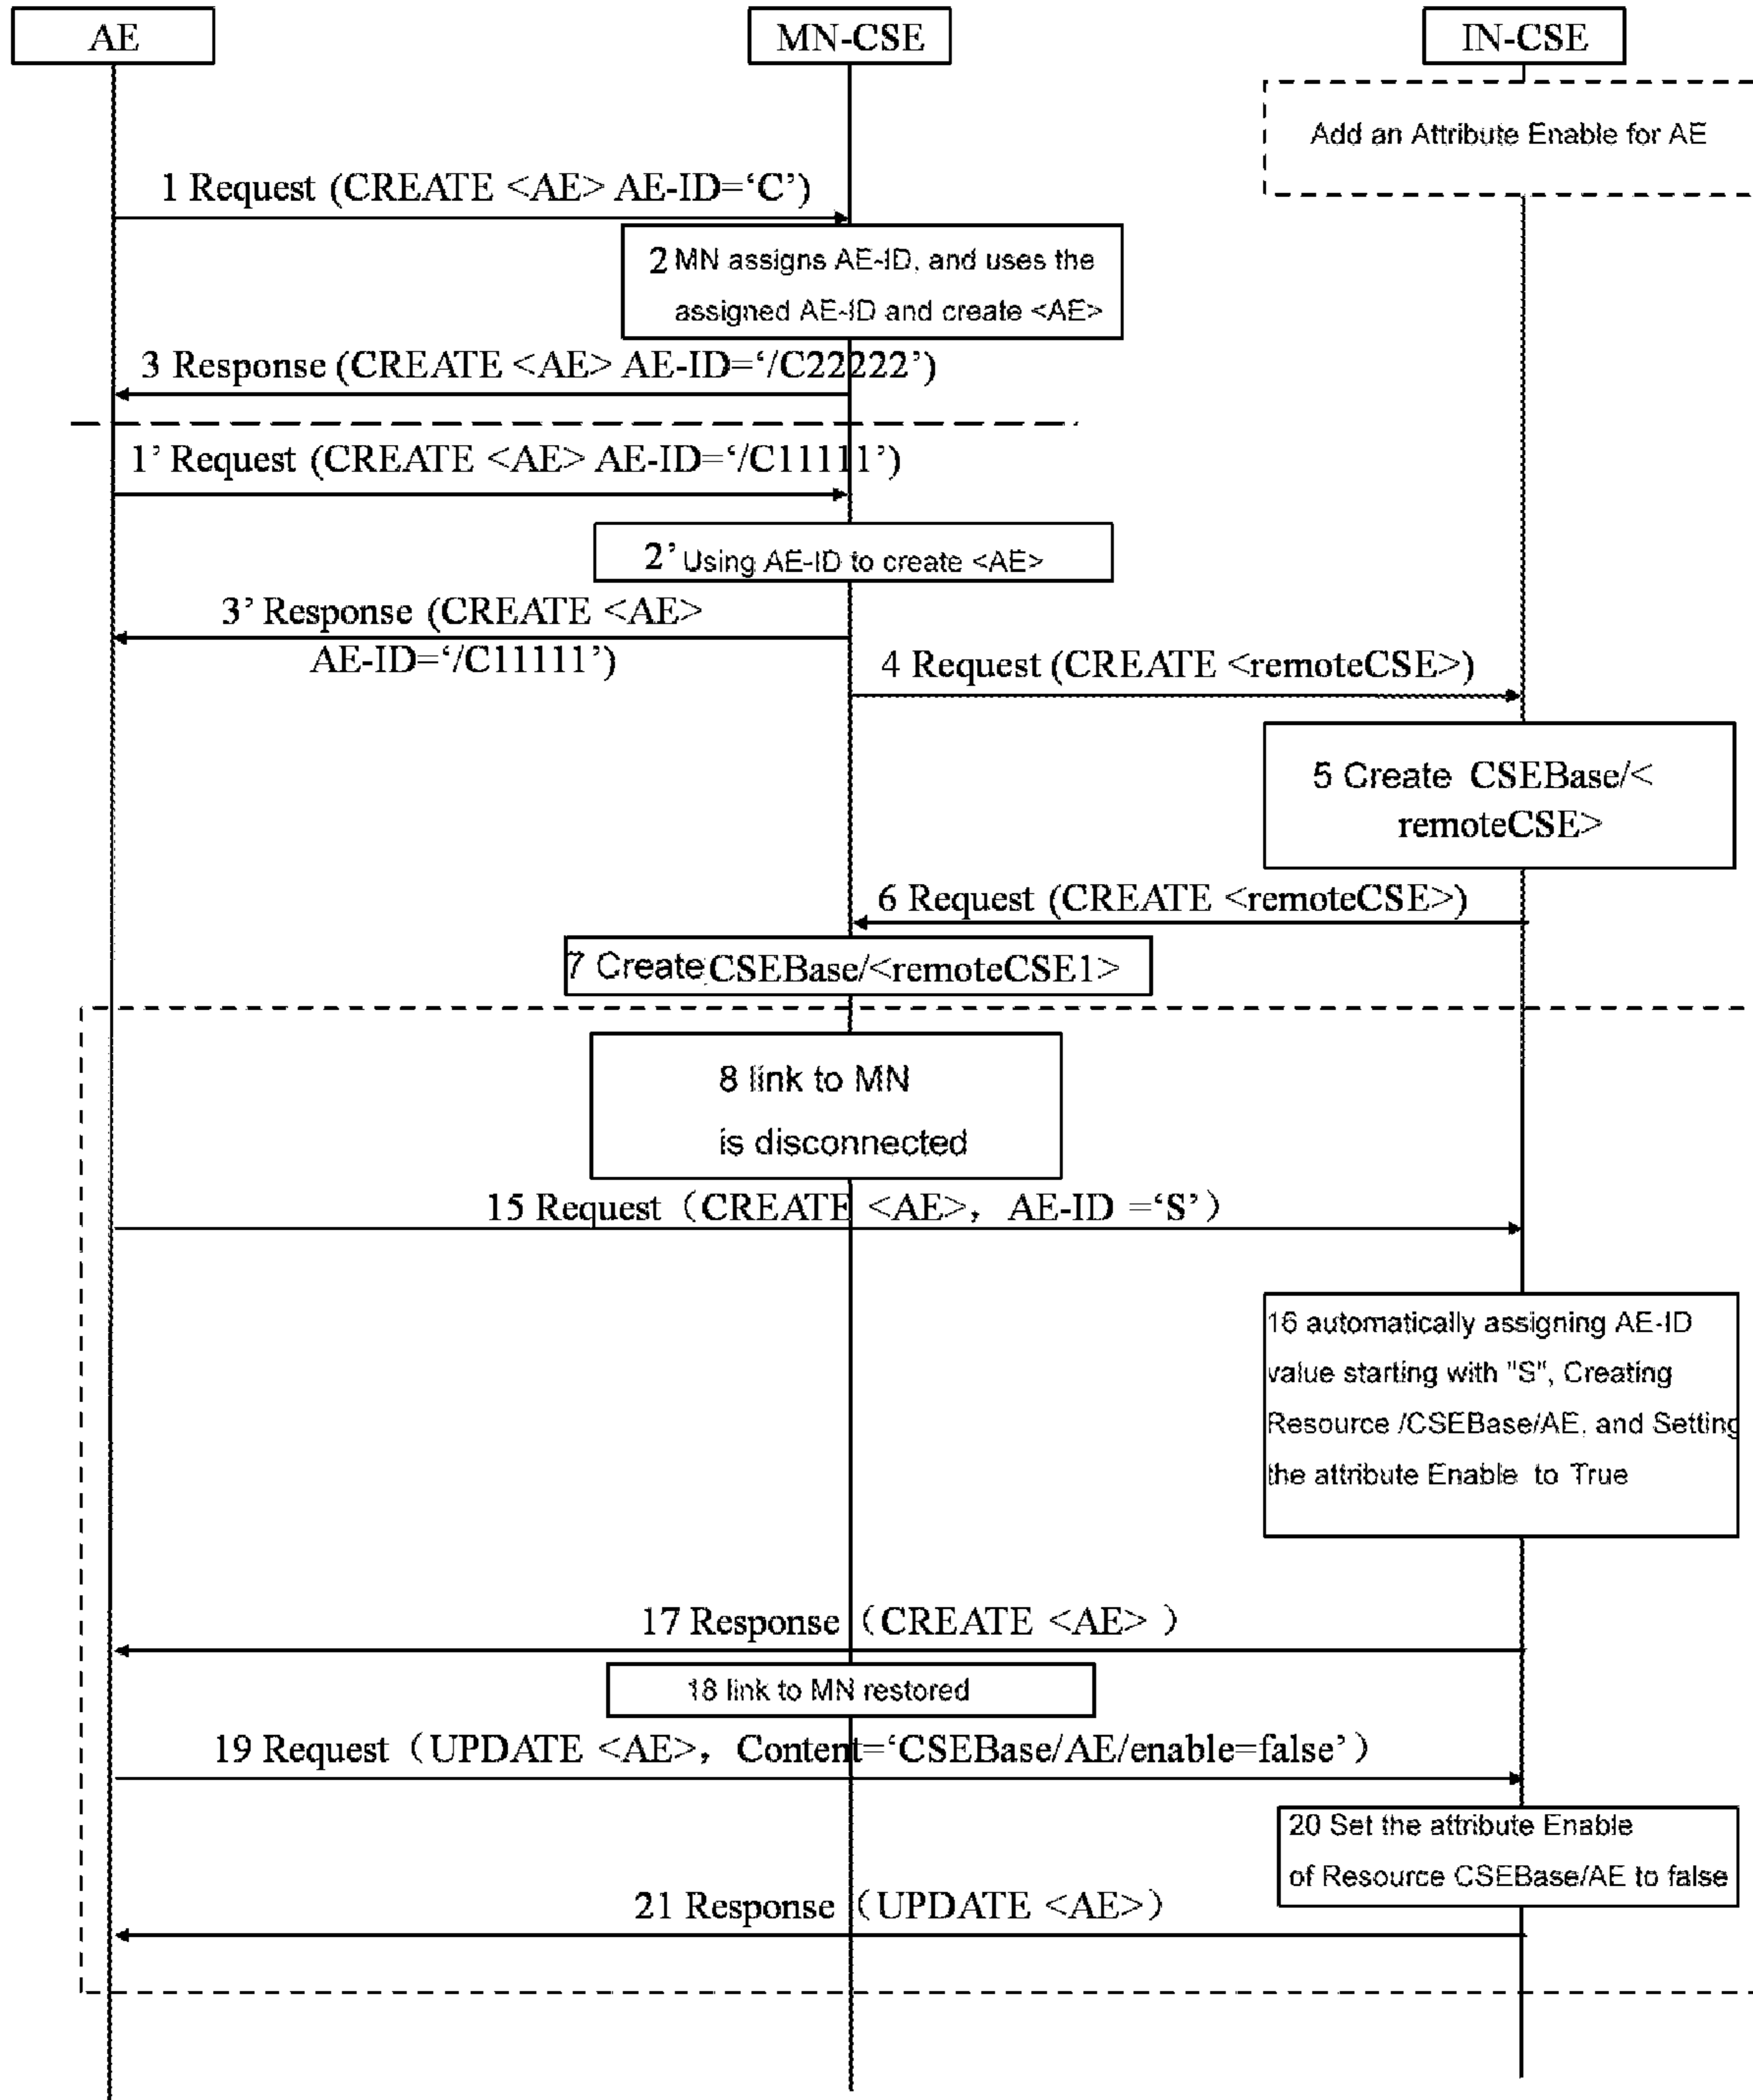 AE
MN-CSE
IN-CSE
Add an Attribute Enable for AE
1 Request (CREATE <AE> AE-ID=‘C’)
2 MN assigns AE-ID, and uses the
assigned AE-ID and create <AE>
3 Response (CREATE <AE> AE-ID=‘/C22222’)
1’ Request (CREATE <AE> AE-ID=‘/C11111’)
2’ Using AE-ID to create <AE>
3’ Response (CREATE <AE>
AE-ID=‘/C11111’)
4 Request (CREATE <remoteCSE>)
5 Create CSEBase/<
remoteCSE>
6 Request (CREATE <remoteCSE>)
7 Create CSEBase/<remoteCSE1>
8 link to MN
is disconnected
15 Request（CREATE <AE>，AE-ID =‘S’）
16 automatically assigning AE-ID
value starting with "S", Creating
Resource /CSEBase/AE, and Setting
the attribute Enable to True
17 Response（CREATE <AE> ）
18 link to MN restored
19 Request（UPDATE <AE>，Content=‘CSEBase/AE/enable=false’）
20 Set the attribute Enable
of Resource CSEBase/AE to false
21 Response（UPDATE <AE>）